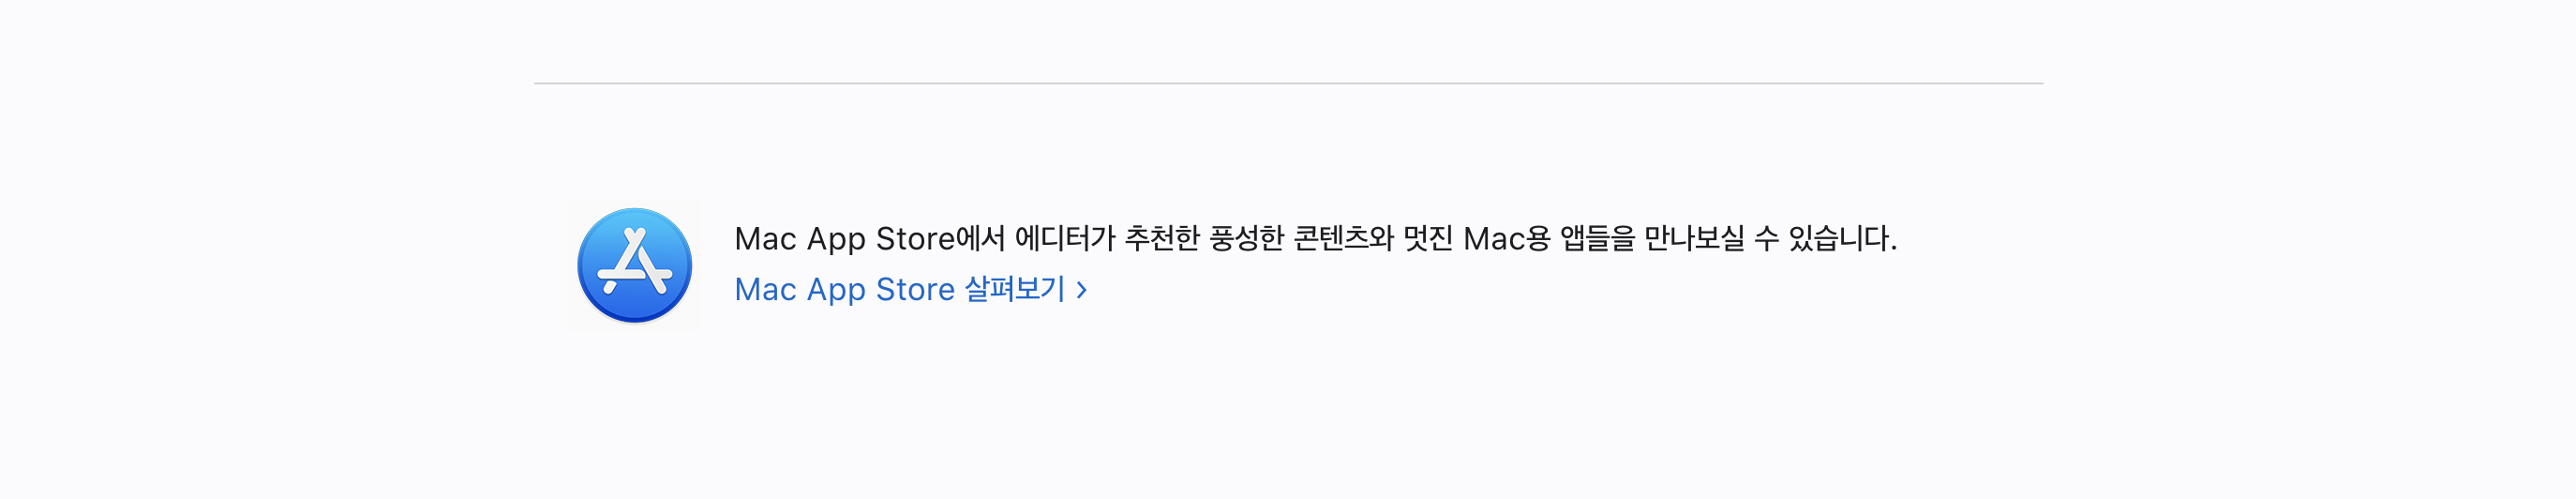 Mac App Store에서 에디터가 추천한 풍성한 콘텐츠와 멋진 Mac용 앱들을 만나보실 수 있습니다.
Mac App Store 살펴보기 >